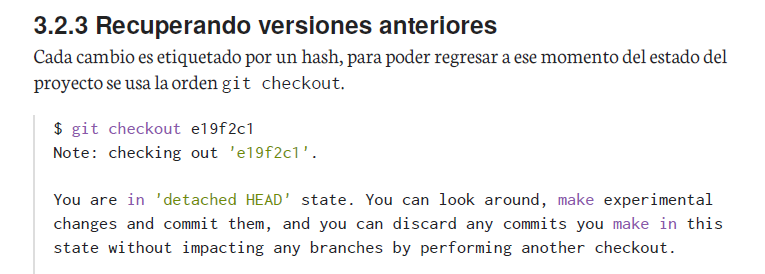 3.2.3 Recuperando versiones anteriores
Cada cambio es etiquetado por un hash, para poder regresar a ese momento del estado del
proyecto se usa la orden git checkout.
$ git checkout e19f2c1
Note: checking out 'e19f2c1'.
You are in 'detached HEAD' state. You can look around, make experimental
changes and commit them, and you can discard any commits you make in this
state without impacting any branches by performing another checkout.